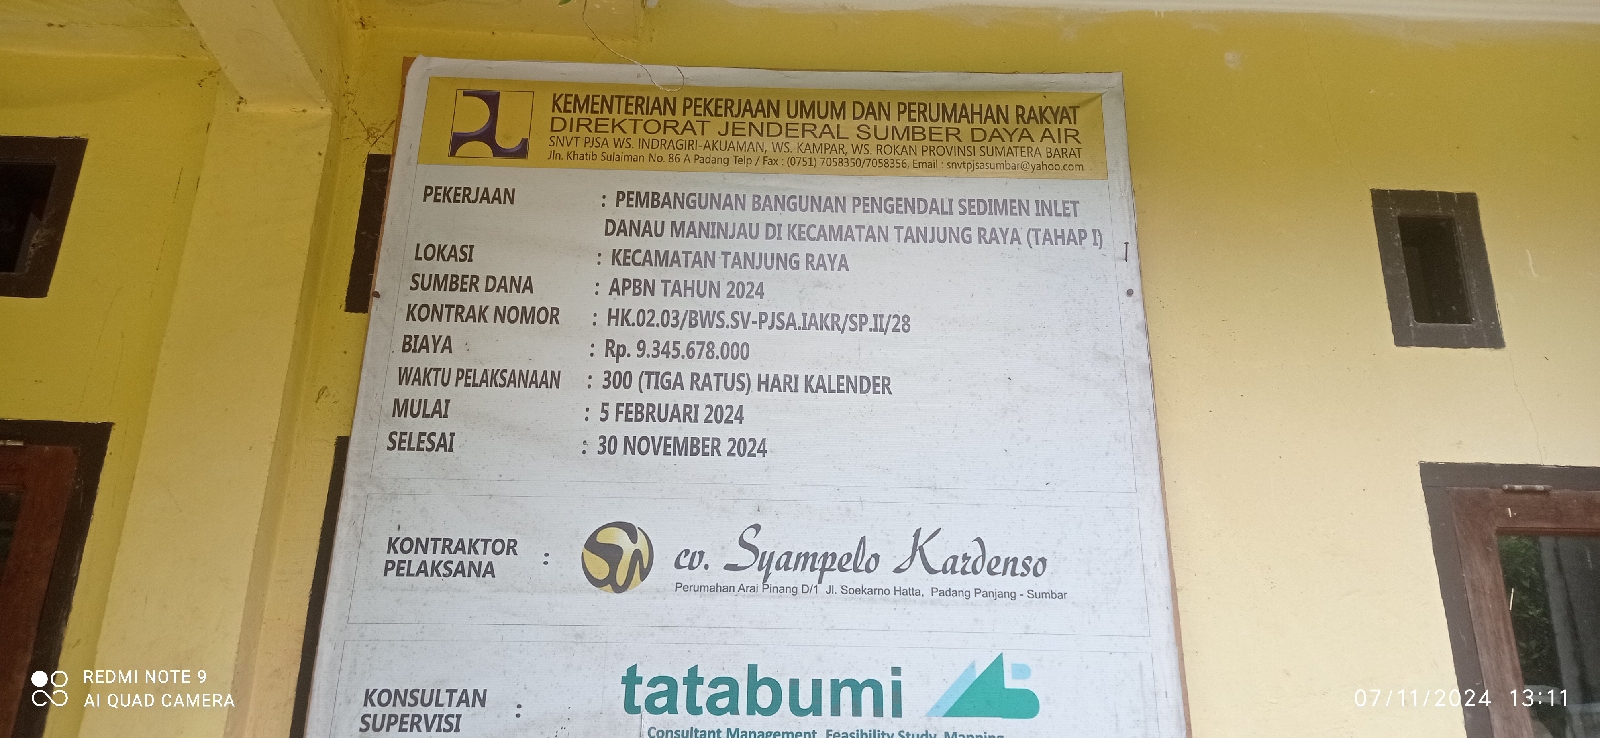 KEMENTERIAN PEKERJAAN UMUM DAN PERUMAHAN RAKYAT
DIREKTORAT JENDERAL SUMBER DAYA AIR
SNVT PJSA WS. INDRAGIRI-AKUAMAN, WS. KAMPAR, WS. ROKAN PROVINSI SUMATERA BARAT
Jln. Khatib Sulaiman No. 86 A Padang Telp / Fax : (0751) 7058350/7058356, Email : snvtpjsasumbar@yahoo.com
PEKERJAAN : PEMBANGUNAN BANGUNAN PENGENDALI SEDIMEN INLET
DANAU MANINJAU DI KECAMATAN TANJUNG RAYA (TAHAP I)
LOKASI : KECAMATAN TANJUNG RAYA
SUMBER DANA : APBN TAHUN 2024
KONTRAK NOMOR : HK.02.03/BWS.SV-PJSA.IAKR/SP.II/28
BIAYA : Rp. 9.345.678.000
WAKTU PELAKSANAAN : 300 (TIGA RATUS) HARI KALENDER
MULAI : 5 FEBRUARI 2024
SELESAI : 30 NOVEMBER 2024
KONTRAKTOR PELAKSANA : cv. Syampelo Kardenso
Perumahan Arai Pinang D/1 Jl. Soekarno Hatta, Padang Panjang - Sumbar
KONSULTAN SUPERVISI : tatabumi
Consultant Management, Feasibility Study, Mapping
REDMI NOTE 9
AI QUAD CAMERA
07/11/2024 13:11